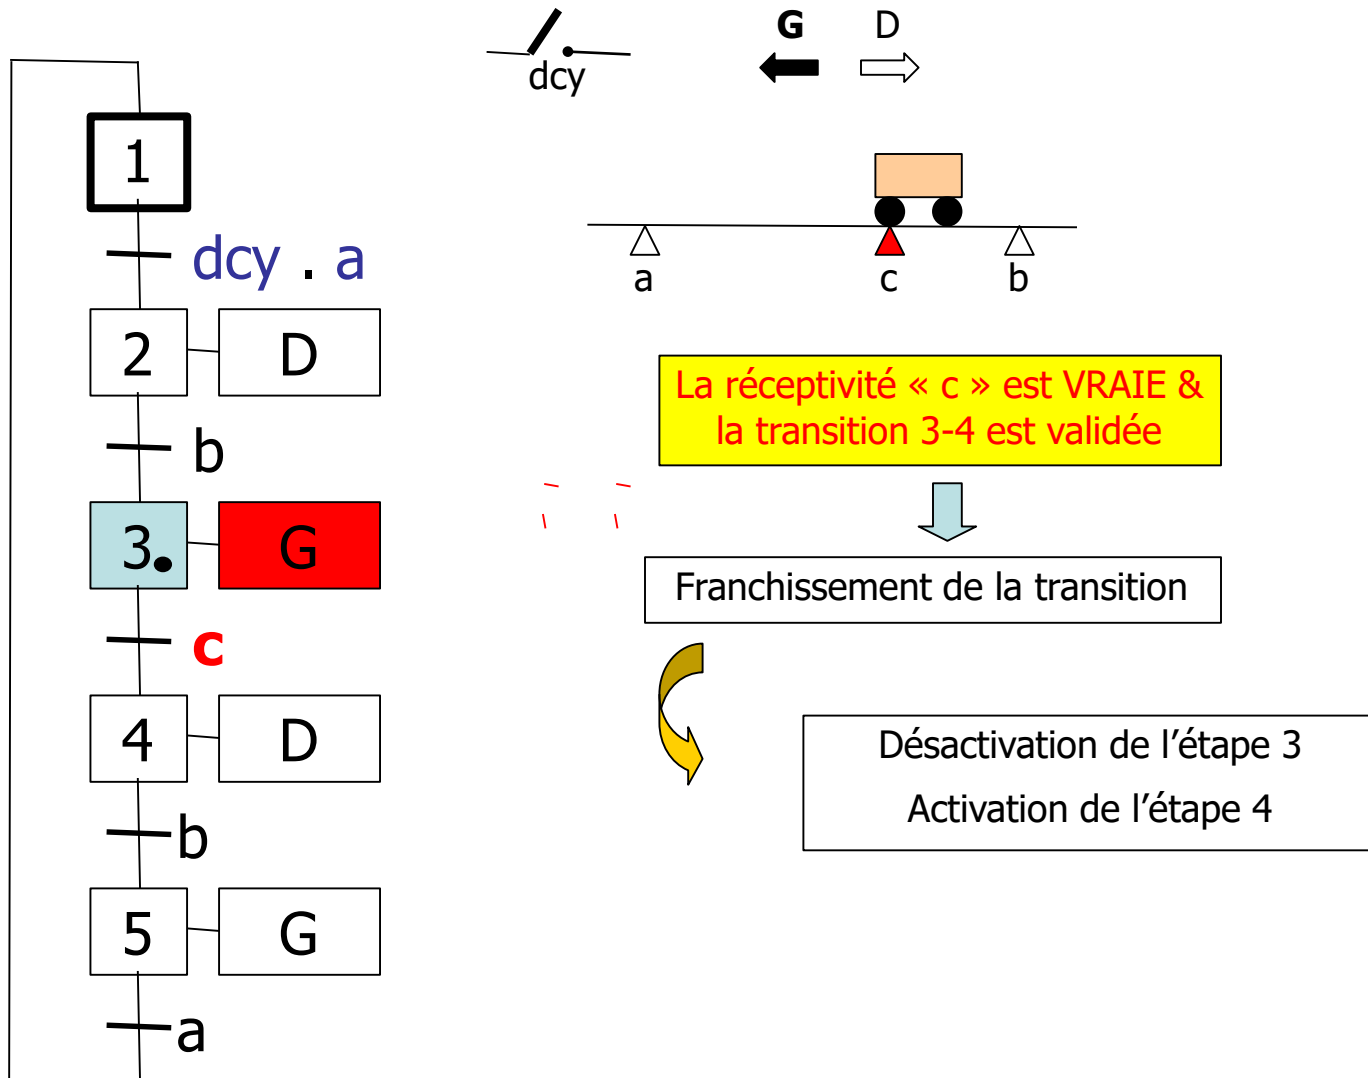 G D
dcy
1
dcy . a
a c b
2 D
La réceptivité « c » est VRAIE &
la transition 3-4 est validée
b
3 G
Franchissement de la transition
c
4 D
Désactivation de l’étape 3
Activation de l’étape 4
b
5 G
a